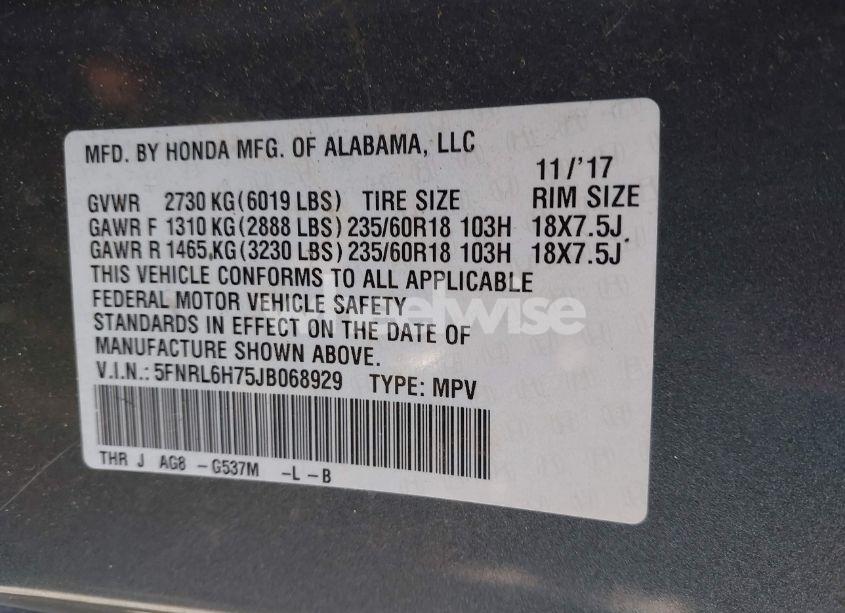 MFD. BY HONDA MFG. OF ALABAMA, LLC
11/'17
GVWR 2730 KG(6019 LBS) TIRE SIZE RIM SIZE
GAWR F 1310 KG(2888 LBS) 235/60R18 103H 18X7.5J
GAWR R 1465 KG(3230 LBS) 235/60R18 103H 18X7.5J
THIS VEHICLE CONFORMS TO ALL APPLICABLE
FEDERAL MOTOR VEHICLE SAFETY
STANDARDS IN EFFECT ON THE DATE OF
MANUFACTURE SHOWN ABOVE.
V.I.N.: 5FNRL6H75JB068929 TYPE: MPV
THR J AG8 -G537M -L -B